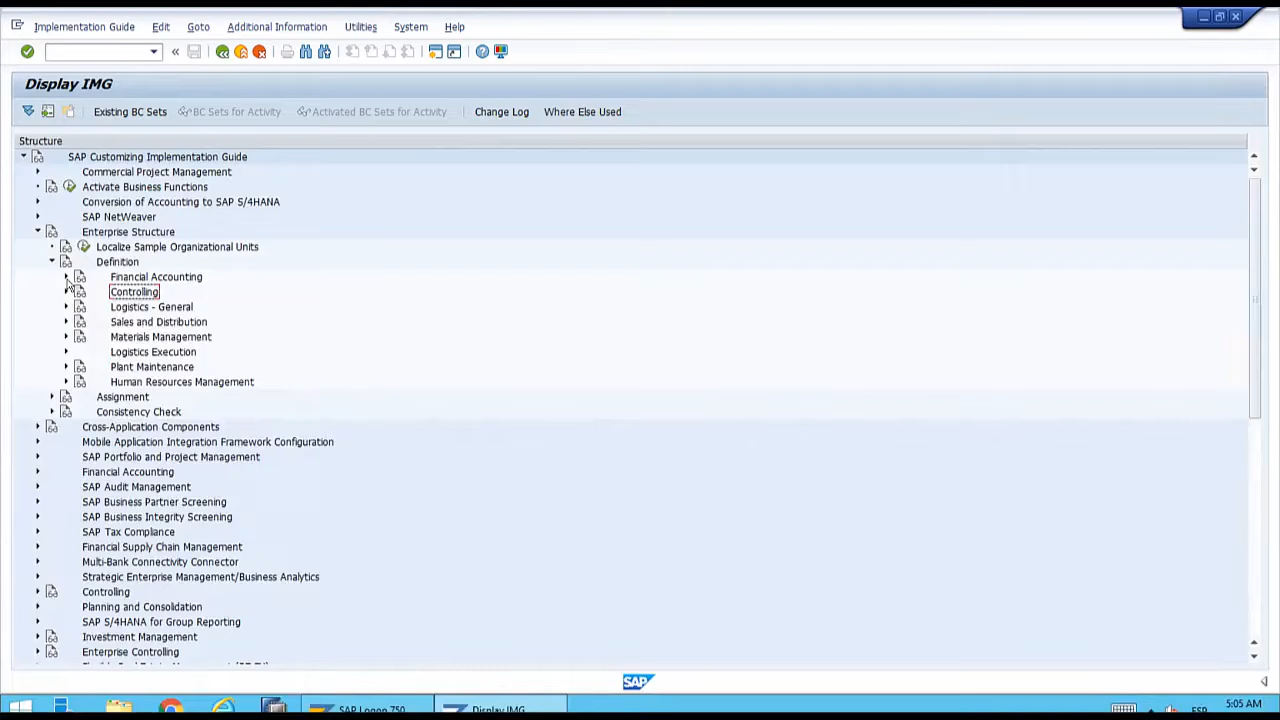 Implementation Guide Edit Goto Additional Information Utilities System Help
Display IMG
Existing BC Sets BC Sets for Activity Activated BC Sets for Activity Change Log Where Else Used
Structure
SAP Customizing Implementation Guide
Commercial Project Management
Activate Business Functions
Conversion of Accounting to SAP S/4HANA
SAP NetWeaver
Enterprise Structure
Localize Sample Organizational Units
Definition
Financial Accounting
Controlling
Logistics - General
Sales and Distribution
Materials Management
Logistics Execution
Plant Maintenance
Human Resources Management
Assignment
Consistency Check
Cross-Application Components
Mobile Application Integration Framework Configuration
SAP Portfolio and Project Management
Financial Accounting
SAP Audit Management
SAP Business Partner Screening
SAP Business Integrity Screening
SAP Tax Compliance
Financial Supply Chain Management
Multi-Bank Connectivity Connector
Strategic Enterprise Management/Business Analytics
Controlling
Planning and Consolidation
SAP S/4HANA for Group Reporting
Investment Management
Enterprise Controlling
SAP
SAP Logon 750 Display IMG ESP 5:05 AM